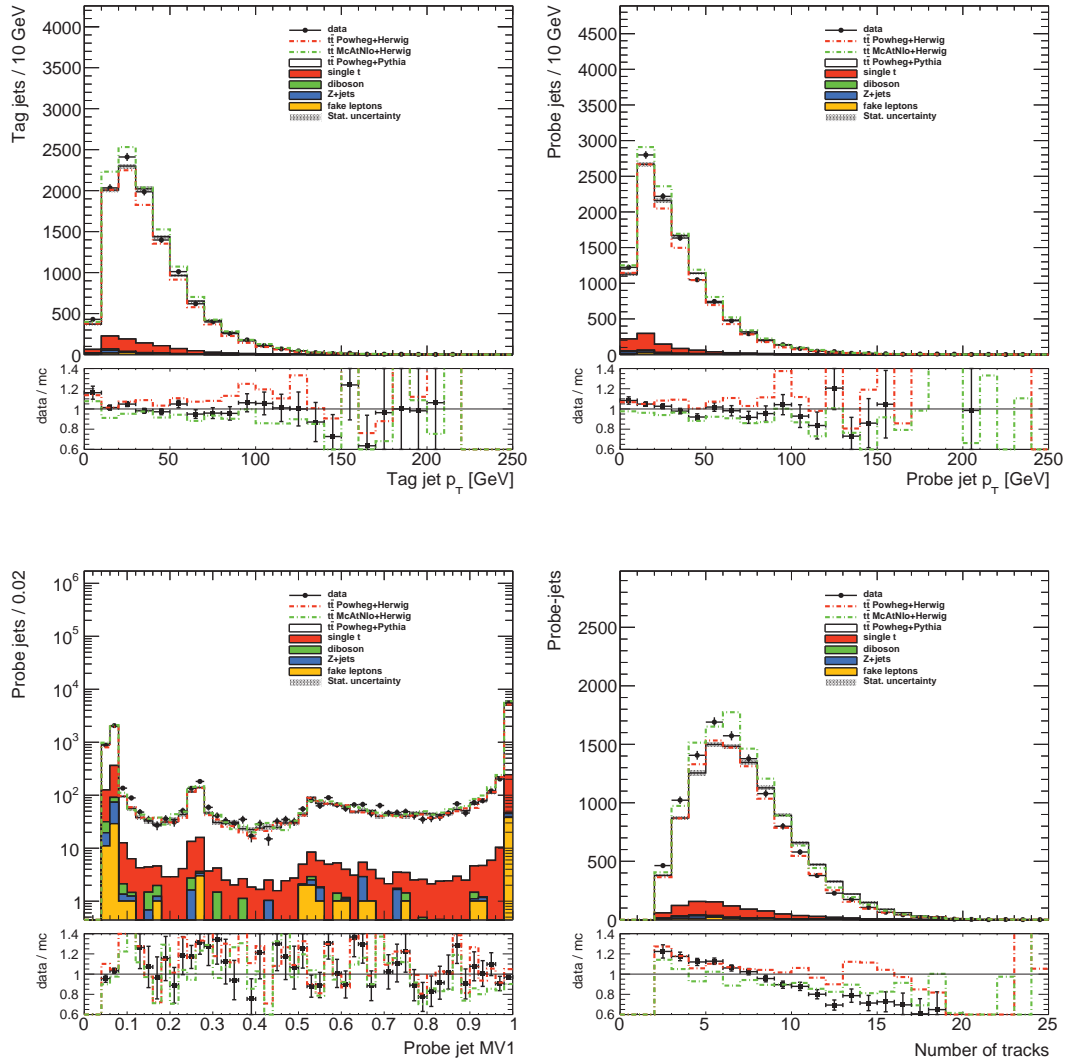 Tag jets / 10 GeV
4000
3500
3000
2500
2000
1500
1000
500
0
data
tt̄ Powheg+Herwig
tt̄ McAtNlo+Herwig
tt̄ Powheg+Pythia
single t
diboson
Z+jets
fake leptons
Stat. uncertainty
data / mc
1.4
1.2
1
0.8
0.6
0 50 100 150 200 250
Tag jet p_T [GeV]
Probe jets / 10 GeV
4500
4000
3500
3000
2500
2000
1500
1000
500
0
data
tt̄ Powheg+Herwig
tt̄ McAtNlo+Herwig
tt̄ Powheg+Pythia
single t
diboson
Z+jets
fake leptons
Stat. uncertainty
data / mc
1.4
1.2
1
0.8
0.6
0 50 100 150 200 250
Probe jet p_T [GeV]
Probe jets / 0.02
10^6
10^5
10^4
10^3
10^2
10
1
data
tt̄ Powheg+Herwig
tt̄ McAtNlo+Herwig
tt̄ Powheg+Pythia
single t
diboson
Z+jets
fake leptons
Stat. uncertainty
data / mc
1.4
1.2
1
0.8
0.6
0 0.1 0.2 0.3 0.4 0.5 0.6 0.7 0.8 0.9 1
Probe jet MV1
Probe-jets
2500
2000
1500
1000
500
0
data
tt̄ Powheg+Herwig
tt̄ McAtNlo+Herwig
tt̄ Powheg+Pythia
single t
diboson
Z+jets
fake leptons
Stat. uncertainty
data / mc
1.4
1.2
1
0.8
0.6
0 5 10 15 20 25
Number of tracks